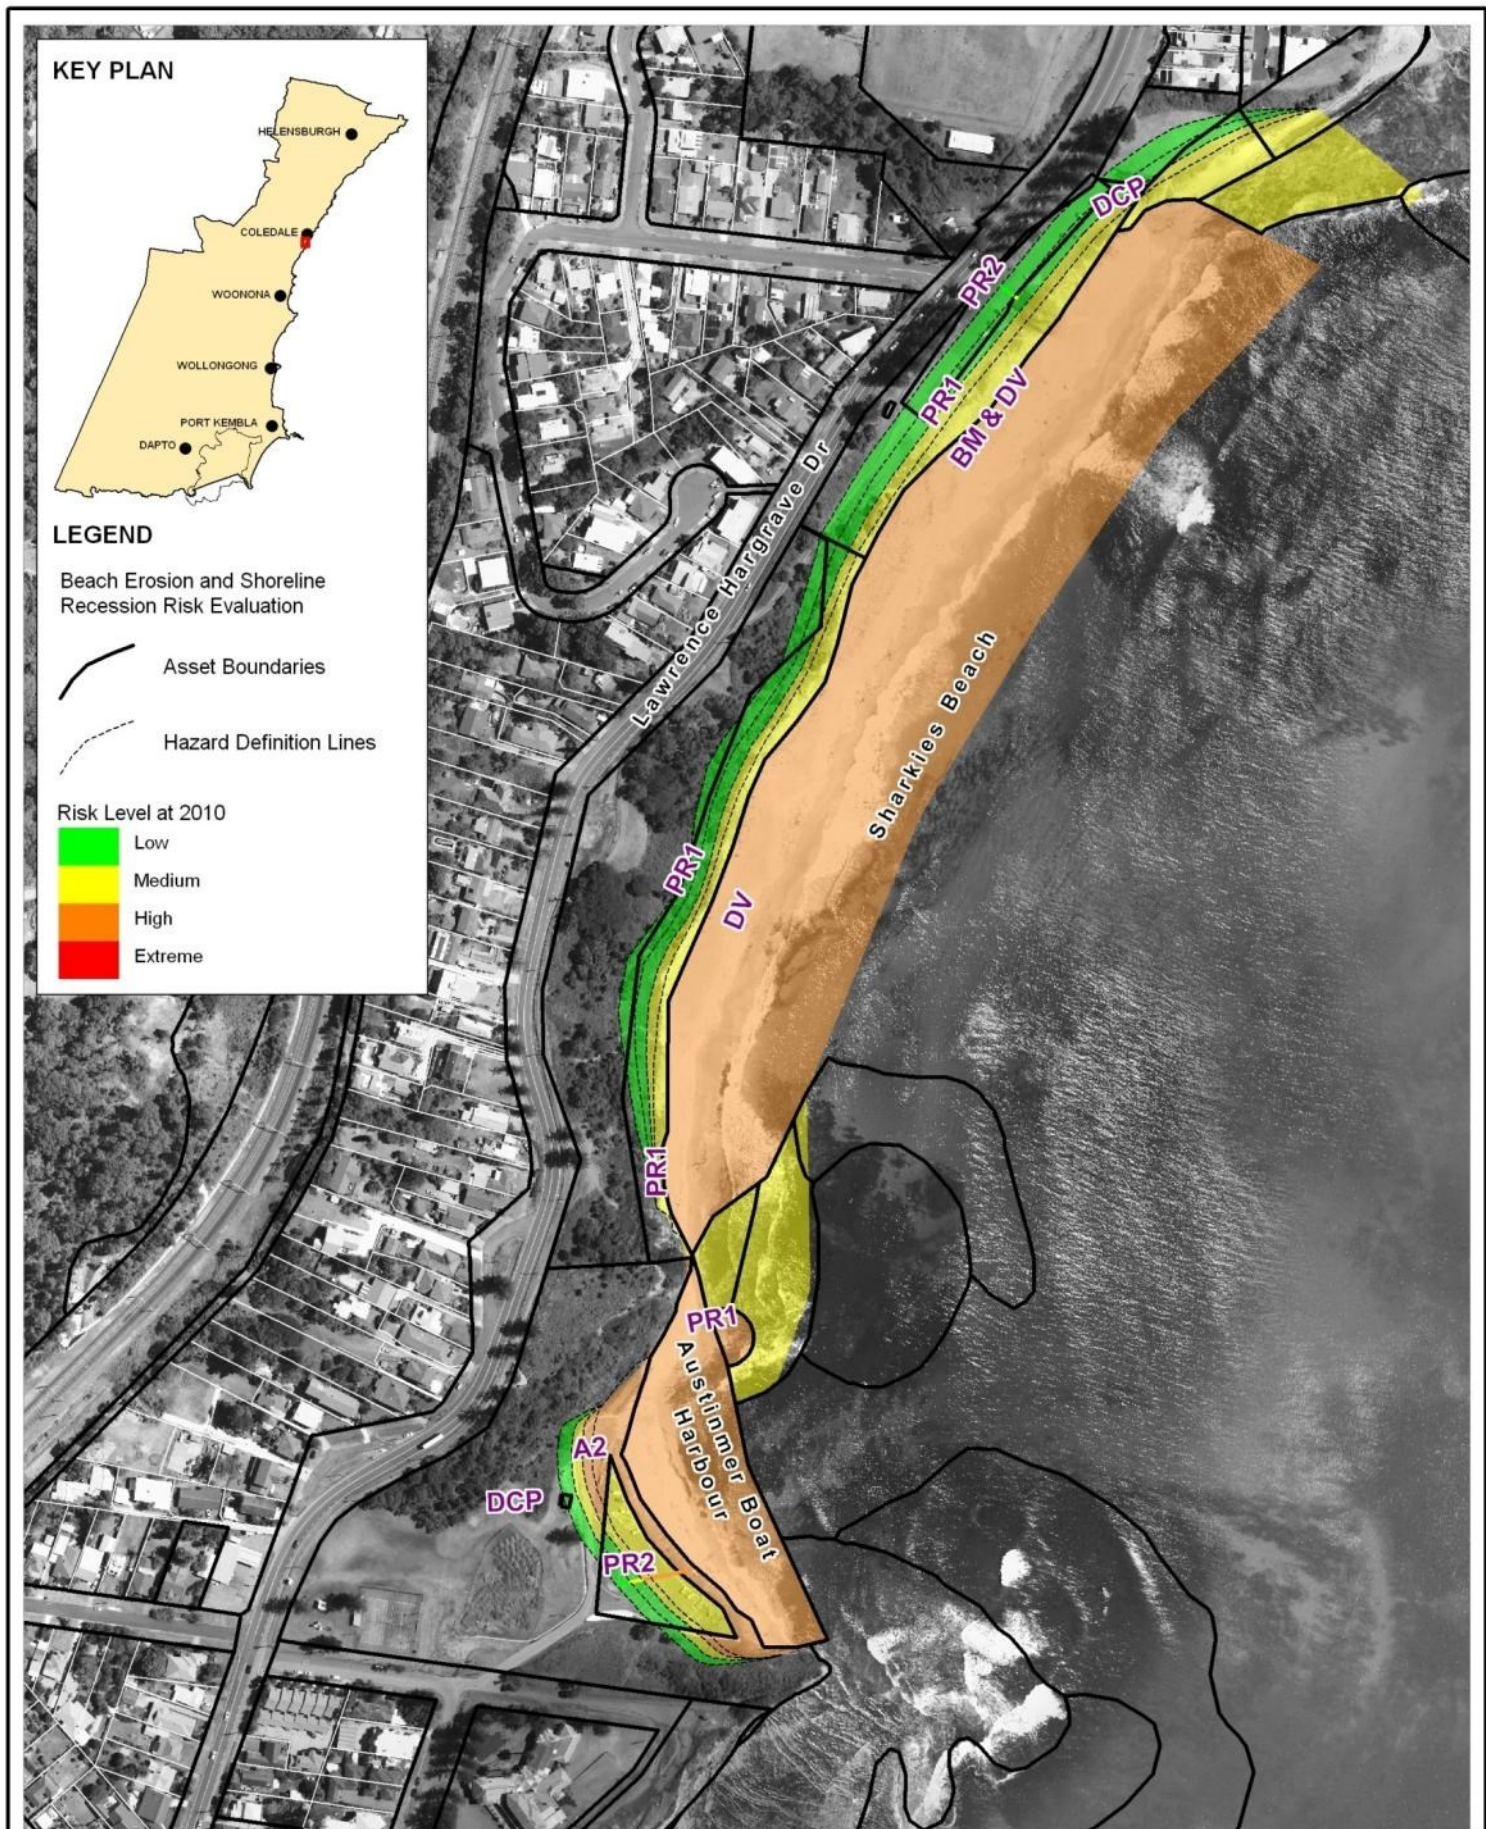 KEY PLAN
HELENSBURGH
COLEDALE
WOONONA
WOLLONGONG
PORT KEMBLA
DAPTO
LEGEND
Beach Erosion and Shoreline
Recession Risk Evaluation
Asset Boundaries
Hazard Definition Lines
Risk Level at 2010
Low
Medium
High
Extreme
DCP
PR2
PR1
BM & DV
Lawrence Hargrave Dr
Sharkies Beach
PR1
DV
PR1
PR1
Austinmer Boat
Harbour
A2
DCP
PR2